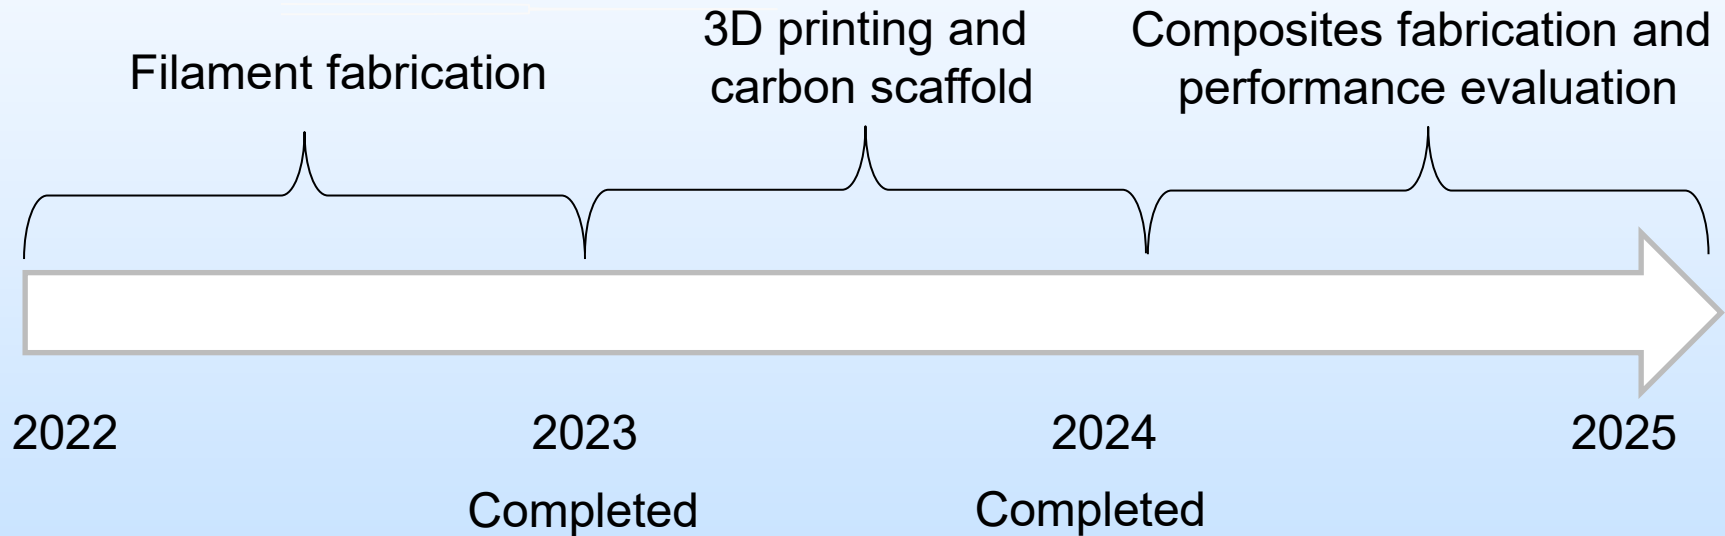 Filament fabrication
3D printing and
carbon scaffold
Composites fabrication and
performance evaluation
2022
2023
2024
2025
Completed
Completed